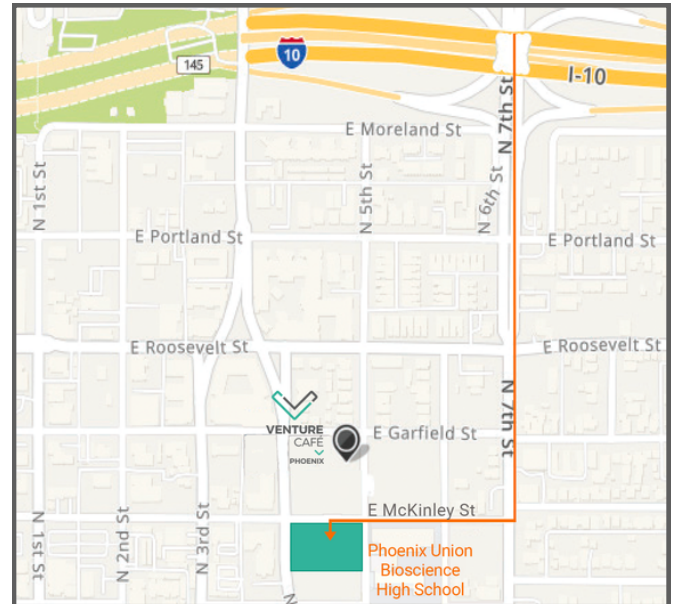 10
145
I-10
E Moreland St
N 7th St
N 1st St
N 5th St
N 6th St
E Portland St
E Portland St
E Roosevelt St
E Roosevelt St
VENTURE
CAFÉ
PHOENIX
E Garfield St
N 7th St
E McKinley St
N 1st St
N 2nd St
N 3rd St
N
Phoenix Union
Bioscience
High School